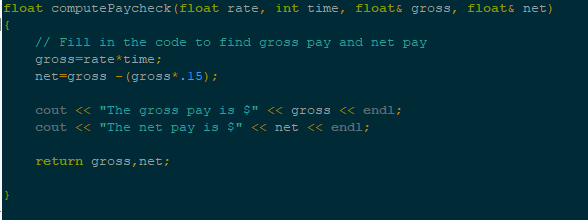 float computePaycheck(float rate, int time, float& gross, float& net)
{
// Fill in the code to find gross pay and net pay
gross=rate*time;
net=gross -(gross*.15);
cout << "The gross pay is $" << gross << endl;
cout << "The net pay is $" << net << endl;
return gross,net;
}